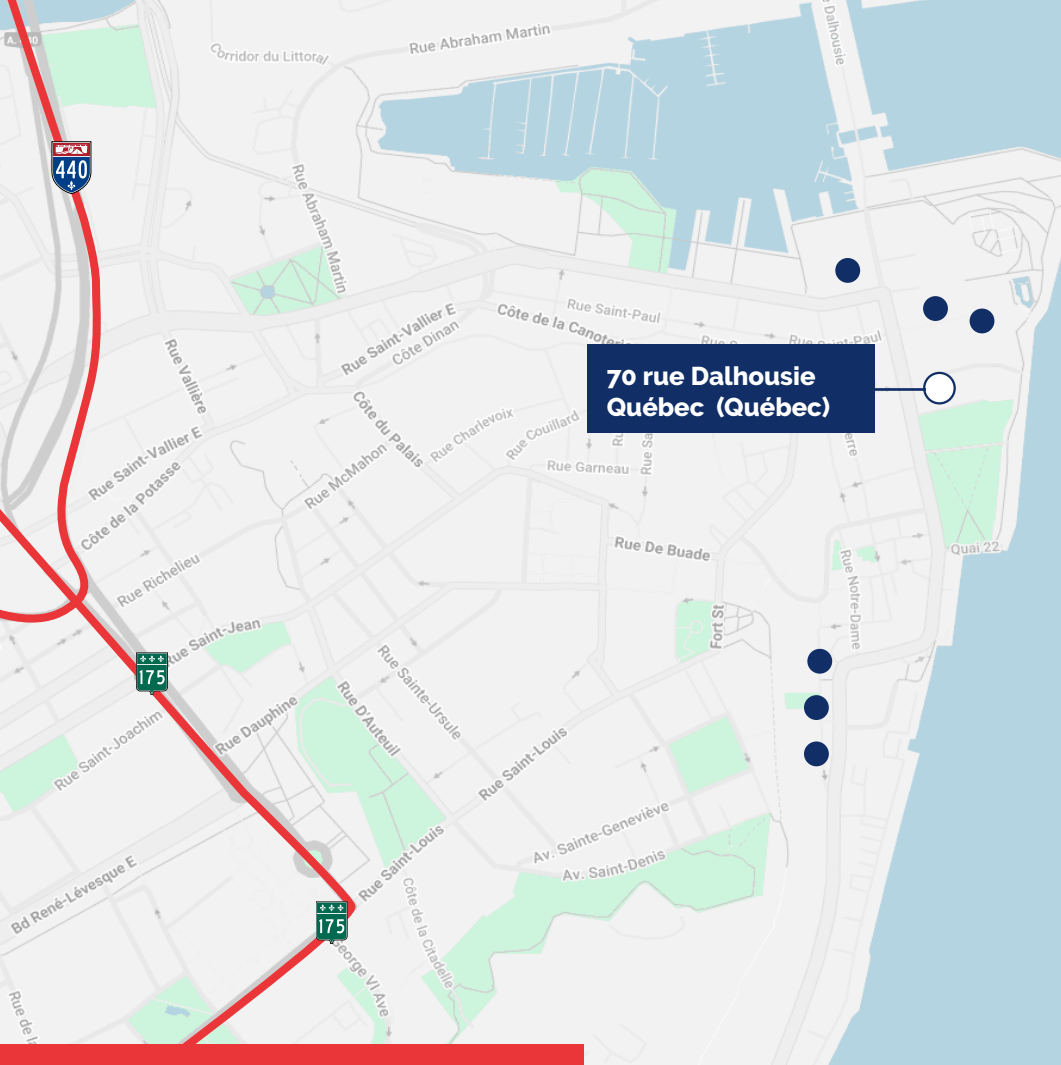 Rue Abraham Martin
Corridor du Littoral
Dalhousie
440
Rue Abraham Martin
Rue Saint-Vallier E
Côte Dinan
Côte de la Canoterie
Rue Saint-Paul
Rue Saint-Paul
70 rue Dalhousie
Québec (Québec)
Rue Vallière
Côte du Palais
Rue Charlevoix
Rue Couillard
Rue Garneau
Rue Saint-Vallier E
Côte de la Potasse
Rue McMahon
Rue De Buade
Quai 22
Rue Richelieu
Rue Notre-Dame
Fort St
Rue Saint-Jean
175
Rue Sainte-Ursule
Rue D'Auteuil
Rue Dauphine
Rue Saint-Joachim
Rue Saint-Louis
Av. Sainte-Geneviève
Av. Saint-Denis
Rue Saint-Louis
Bd René-Lévesque E
Côte de la Citadelle
175
George VI Ave
Rue de la